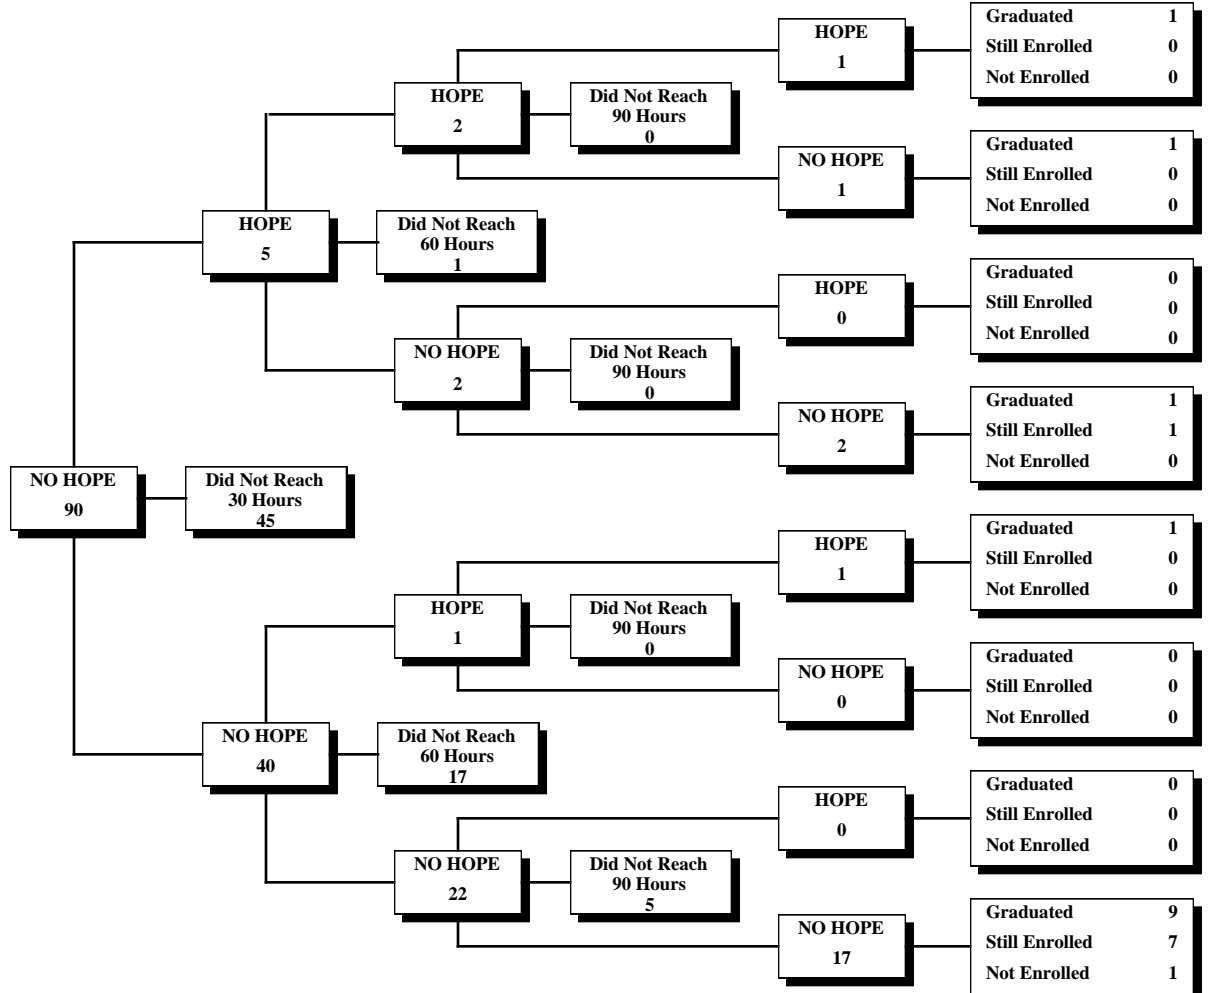 HOPE
1
Graduated 1
Still Enrolled 0
Not Enrolled 0
HOPE
2
Did Not Reach
90 Hours
0
NO HOPE
1
Graduated 1
Still Enrolled 0
Not Enrolled 0
HOPE
5
Did Not Reach
60 Hours
1
HOPE
0
Graduated 0
Still Enrolled 0
Not Enrolled 0
NO HOPE
2
Did Not Reach
90 Hours
0
NO HOPE
2
Graduated 1
Still Enrolled 1
Not Enrolled 0
NO HOPE
90
Did Not Reach
30 Hours
45
HOPE
1
Graduated 1
Still Enrolled 0
Not Enrolled 0
HOPE
1
Did Not Reach
90 Hours
0
NO HOPE
0
Graduated 0
Still Enrolled 0
Not Enrolled 0
NO HOPE
40
Did Not Reach
60 Hours
17
HOPE
0
Graduated 0
Still Enrolled 0
Not Enrolled 0
NO HOPE
22
Did Not Reach
90 Hours
5
NO HOPE
17
Graduated 9
Still Enrolled 7
Not Enrolled 1